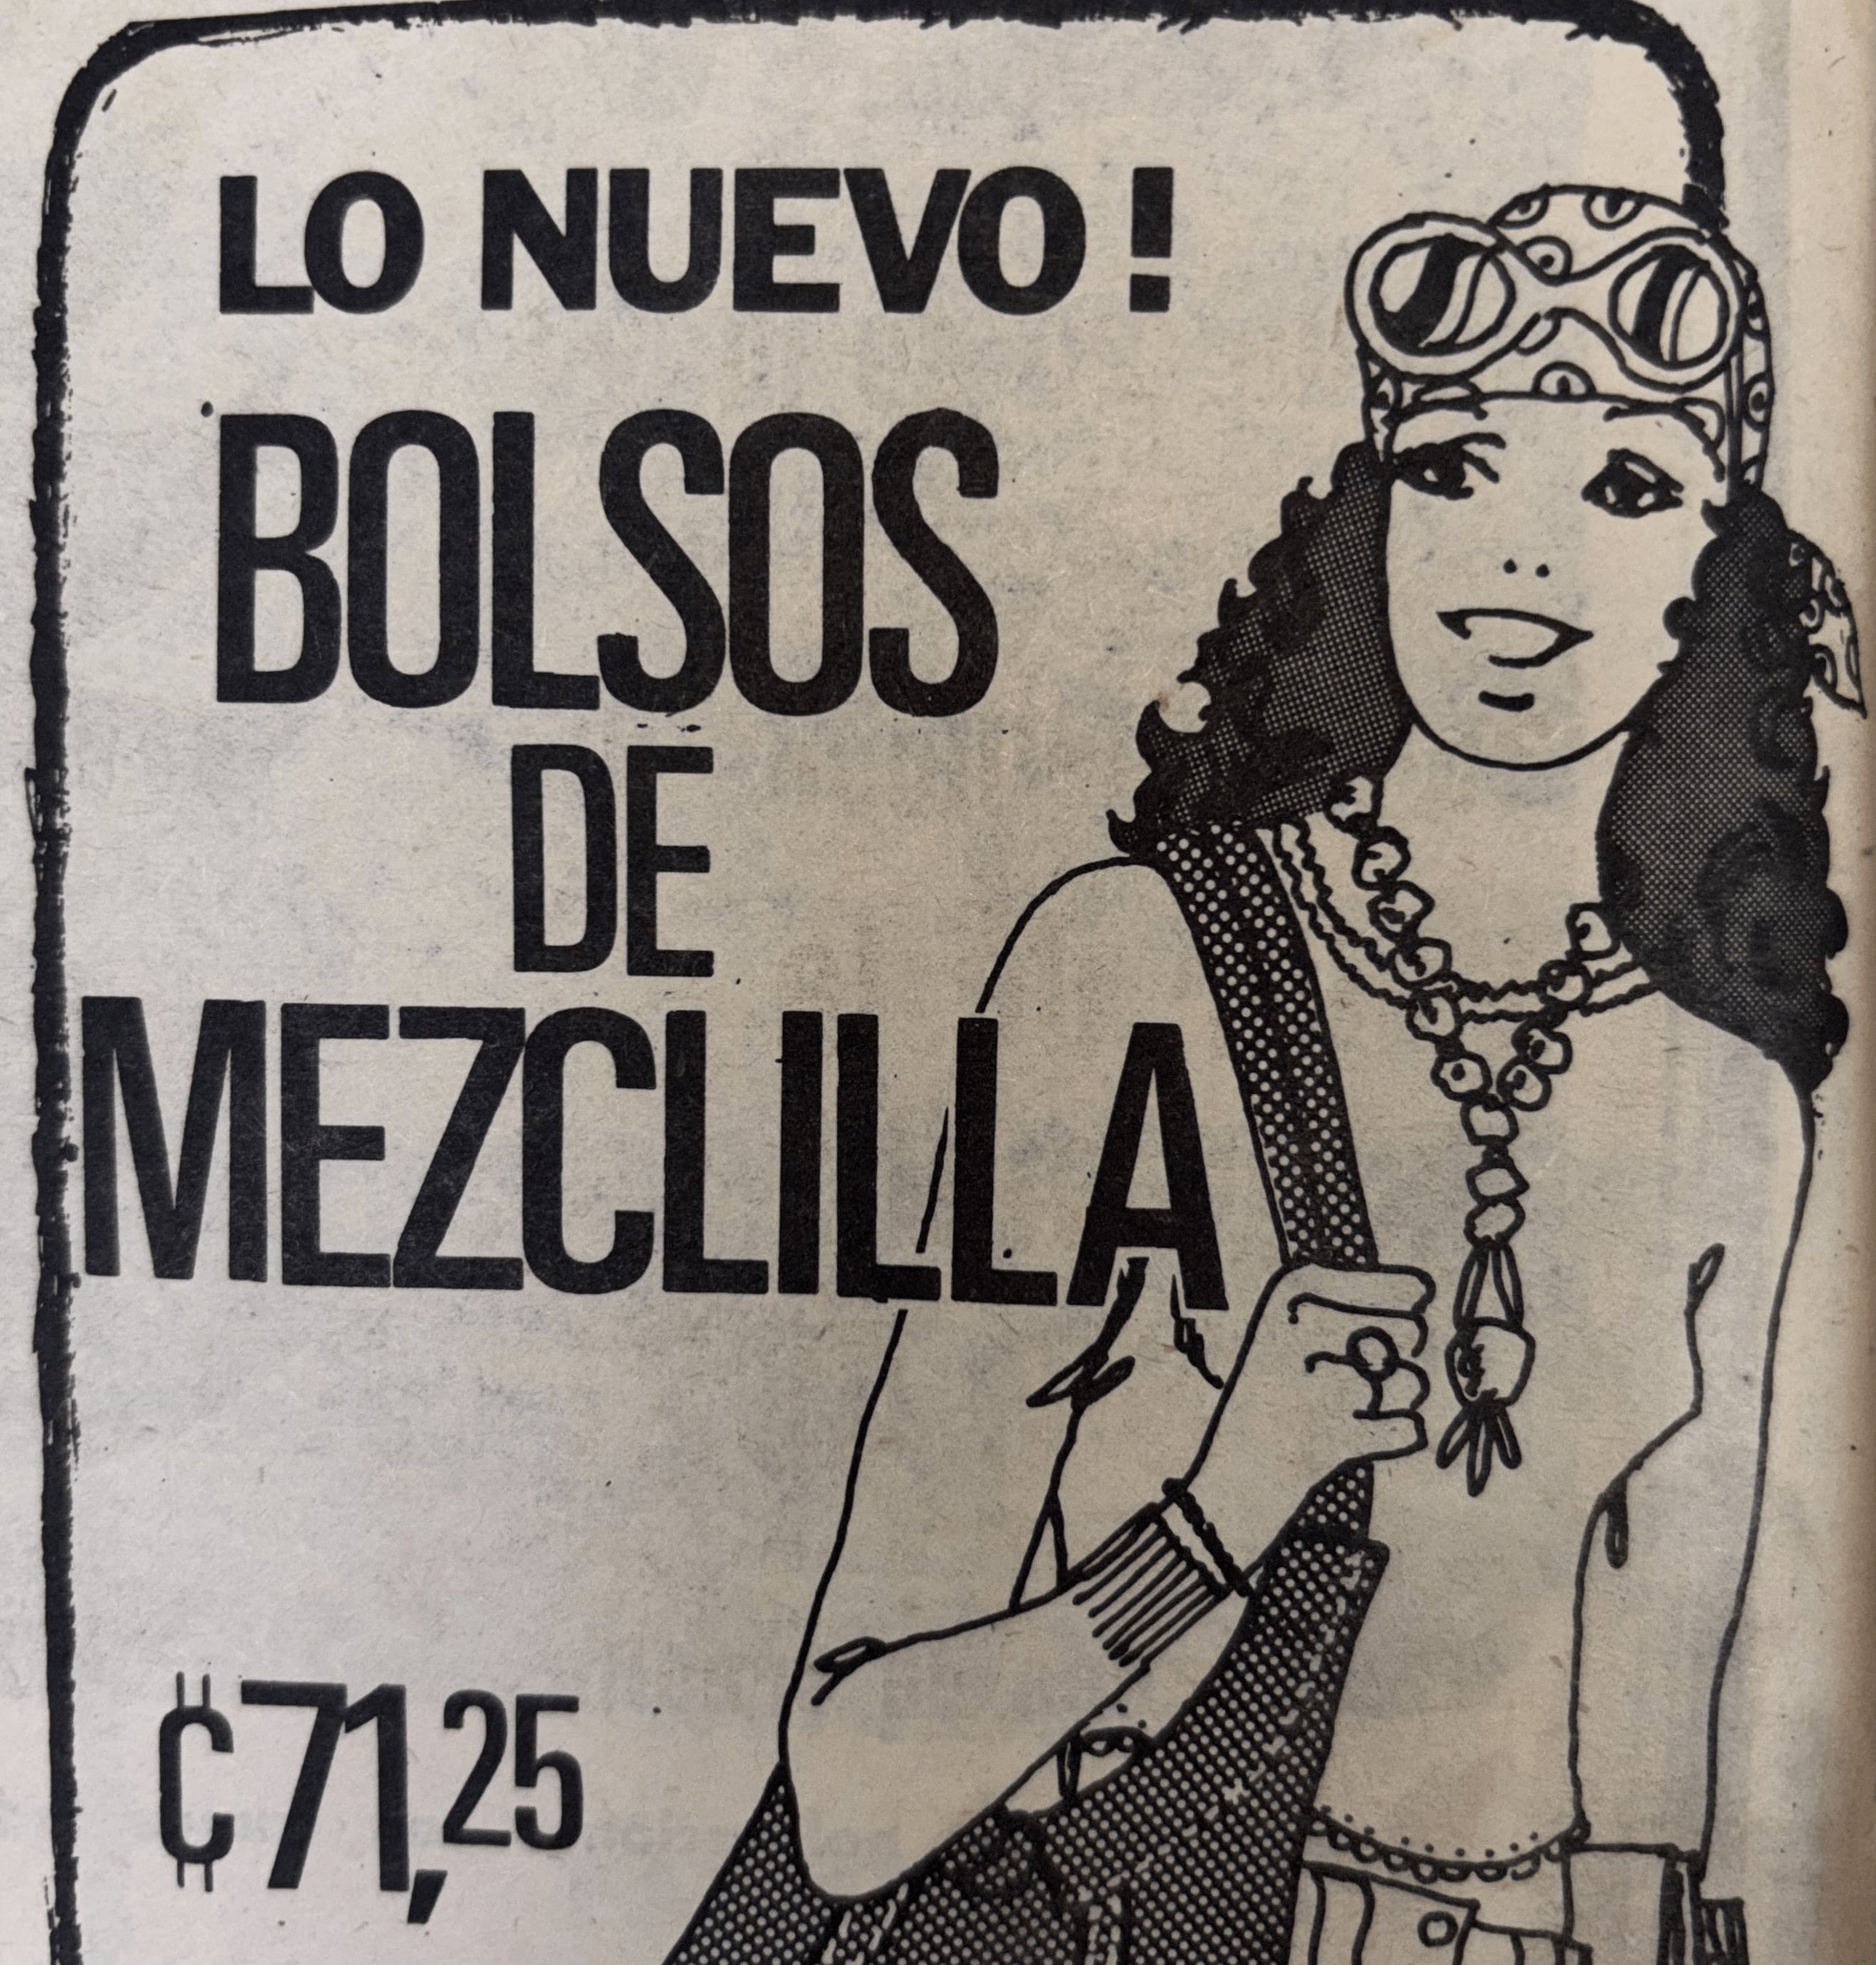 LO NUEVO!
BOLSOS
DE
MEZCLILLA
₡71,25